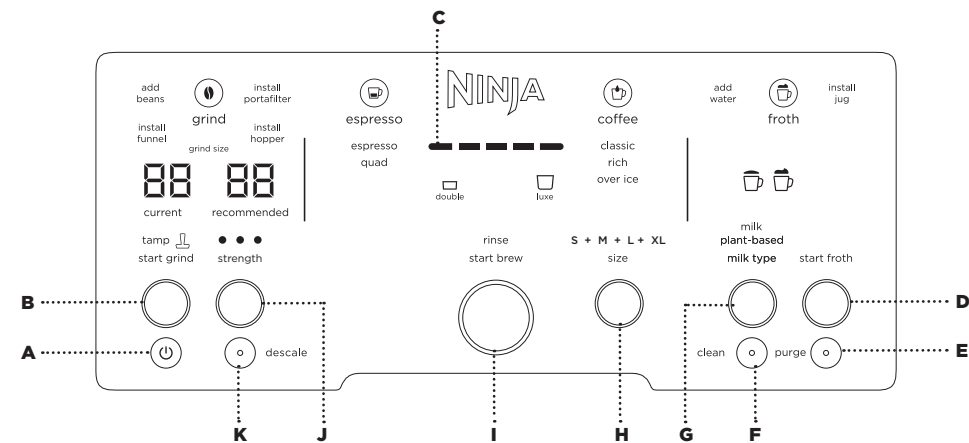 C
NINJA
add
beans
grind
install
portafilter
install
funnel
grind size
install
hopper
88
88
current
recommended
espresso
espresso
quad
double
luxe
coffee
classic
rich
over ice
add
water
froth
install
jug
tamp
start grind
strength
rinse
start brew
S + M + L + XL
size
milk
plant-based
milk type
start froth
B
D
A
descale
clean
purge
E
K
J
I
H
G
F